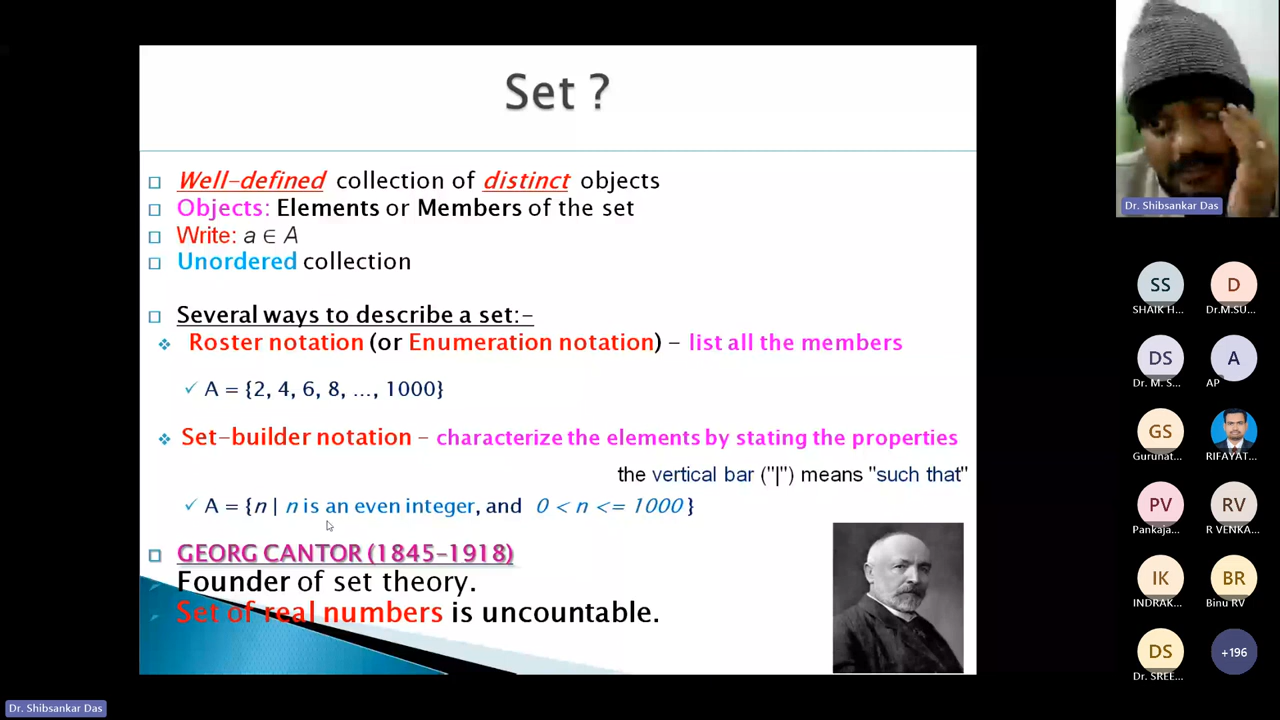 Set ?
Well-defined collection of distinct objects
Objects: Elements or Members of the set
Write: a ∈ A
Unordered collection
Several ways to describe a set:-
Roster notation (or Enumeration notation) - list all the members
A = {2, 4, 6, 8, ..., 1000}
Set-builder notation - characterize the elements by stating the properties
the vertical bar ("|") means "such that"
A = {n | n is an even integer, and 0 < n <= 1000 }
GEORG CANTOR (1845-1918)
Founder of set theory.
Set of real numbers is uncountable.
Dr. Shibsankar Das
SS
SHAIK H...
D
Dr.M.SU...
DS
Dr. M. S...
A
AP
GS
Gurunat...
RIFAYAT...
PV
Pankaja...
RV
R VENKA...
IK
INDRAK...
BR
Binu RV
DS
Dr. SREE...
+196
Dr. Shibsankar Das